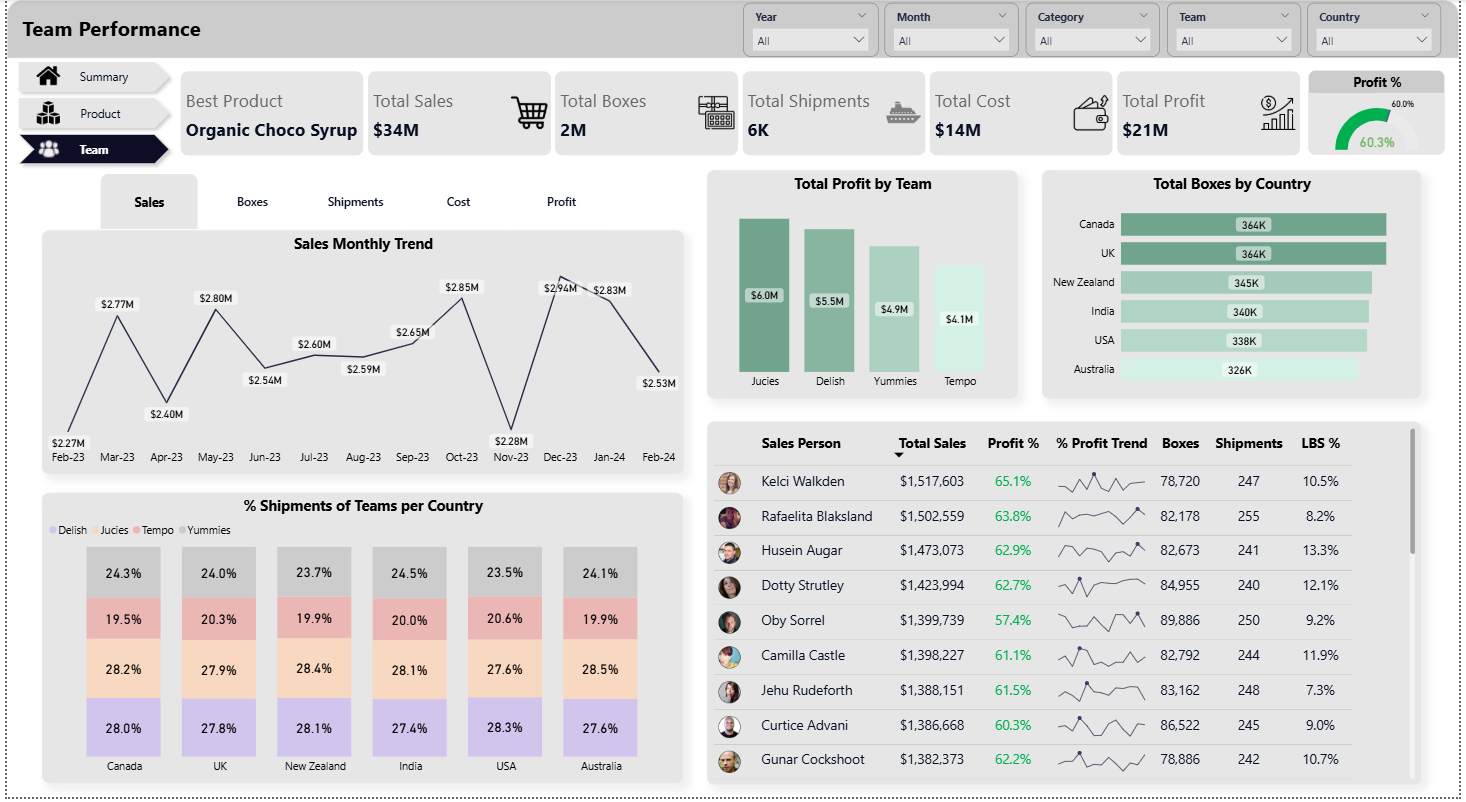 Team Performance
Year
All
Month
All
Category
All
Team
All
Country
All
Summary
Product
Team
Best Product
Organic Choco Syrup
Total Sales
$34M
Total Boxes
2M
Total Shipments
6K
Total Cost
$14M
Total Profit
$21M
Profit %
60.0%
60.3%
Sales Boxes Shipments Cost Profit
Sales Monthly Trend
$2.27M $2.77M $2.40M $2.80M $2.54M $2.60M $2.59M $2.65M $2.85M $2.28M $2.94M $2.83M $2.53M
Feb-23 Mar-23 Apr-23 May-23 Jun-23 Jul-23 Aug-23 Sep-23 Oct-23 Nov-23 Dec-23 Jan-24 Feb-24
Total Profit by Team
$6.0M $5.5M $4.9M $4.1M
Jucies Delish Yummies Tempo
Total Boxes by Country
Canada 364K
UK 364K
New Zealand 345K
India 340K
USA 338K
Australia 326K
% Shipments of Teams per Country
Delish Jucies Tempo Yummies
24.3% 24.0% 23.7% 24.5% 23.5% 24.1%
19.5% 20.3% 19.9% 20.0% 20.6% 19.9%
28.2% 27.9% 28.4% 28.1% 27.6% 28.5%
28.0% 27.8% 28.1% 27.4% 28.3% 27.6%
Canada UK New Zealand India USA Australia
Sales Person Total Sales Profit % % Profit Trend Boxes Shipments LBS %
Kelci Walkden $1,517,603 65.1% 78,720 247 10.5%
Rafaelita Blaksland $1,502,559 63.8% 82,178 255 8.2%
Husein Augar $1,473,073 62.9% 82,673 241 13.3%
Dotty Strutley $1,423,994 62.7% 84,955 240 12.1%
Oby Sorrel $1,399,739 57.4% 89,886 250 9.2%
Camilla Castle $1,398,227 61.1% 82,792 244 11.9%
Jehu Rudeforth $1,388,151 61.5% 83,162 248 7.3%
Curtice Advani $1,386,668 60.3% 86,522 245 9.0%
Gunar Cockshoot $1,382,373 62.2% 78,886 242 10.7%